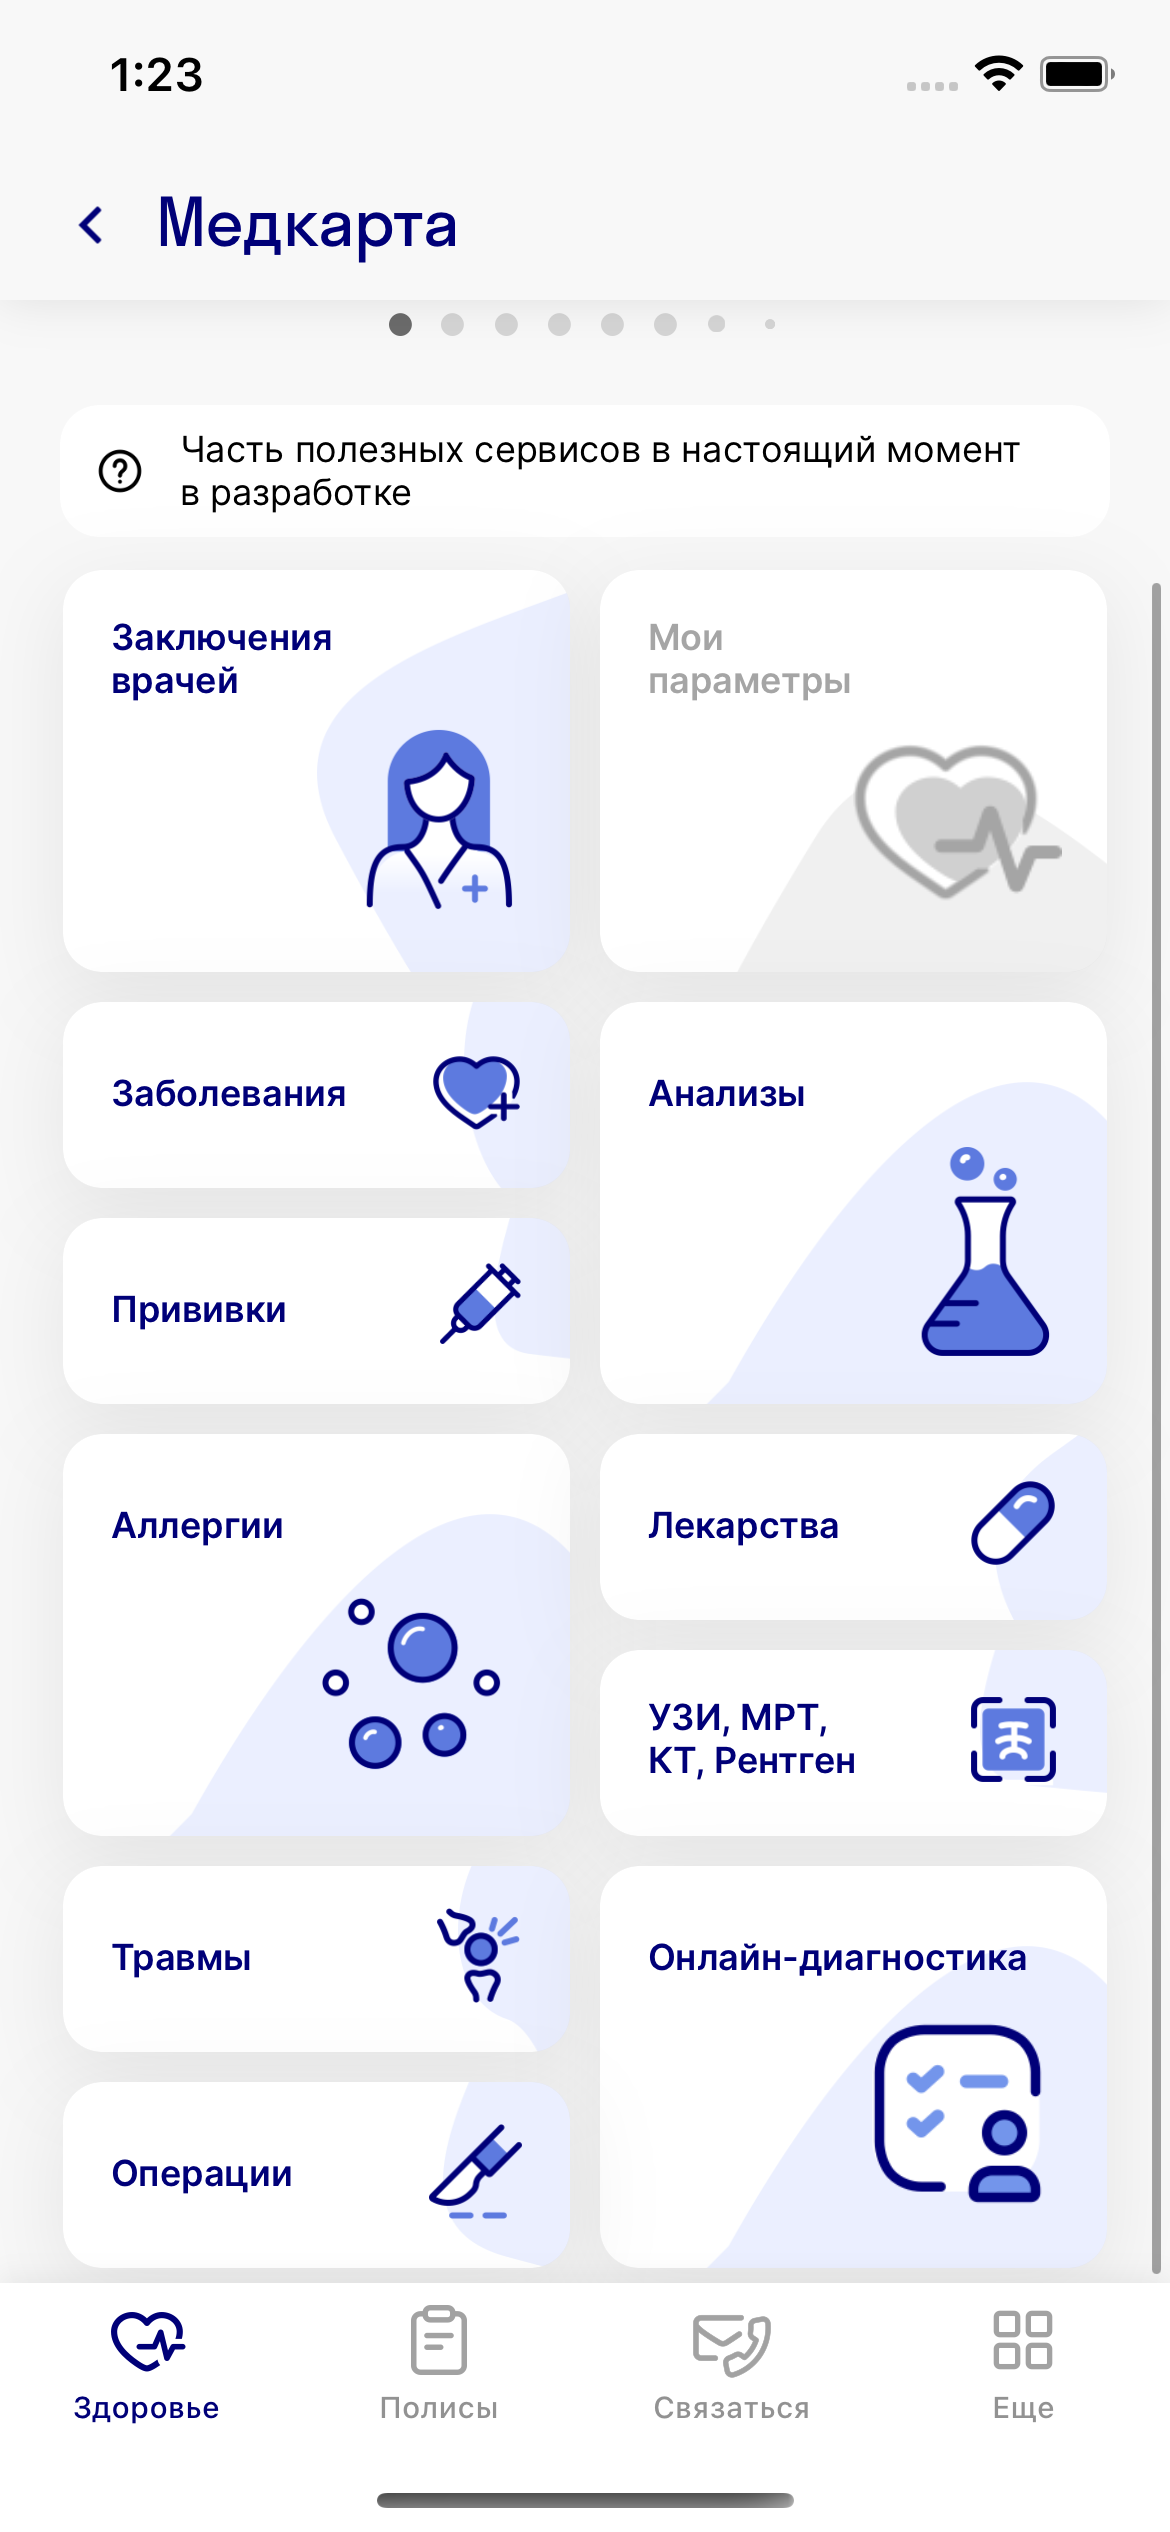 1:23
Медкарта
Часть полезных сервисов в настоящий момент
в разработке
Заключения
врачей
Мои
параметры
Заболевания
Анализы
Прививки
Аллергии
Лекарства
УЗИ, МРТ,
КТ, Рентген
Травмы
Онлайн-диагностика
Операции
Здоровье
Полисы
Связаться
Еще